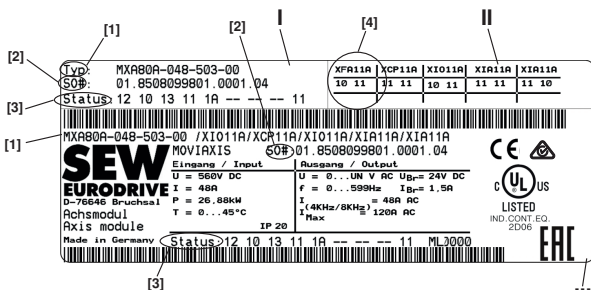 [1] [2] I [4] II
[2] Typ: MXA80A-048-503-00
SO#: 01.8508099801.0001.04
[3] Status: 12 10 13 11 1A -- -- -- 11
XFA11A XCP11A XIO11A XIA11A XIA11A
10 11 11 11 10 11 11 11 11 10
[1] MXA80A-048-503-00 /XIO11A/XCP11A/XIO11A/XIA11A/XIA11A
SEW
EURODRIVE
D-76646 Bruchsal
Achsmodul
Axis module
Made in Germany
MOVIAXIS SO# 01.8508099801.0001.04
Eingang / Input
U = 560V DC
I = 48A
P = 26,88kW
T = 0...45°C
IP 20
Ausgang / Output
U = 0...UN V AC UBr= 24V DC
f = 0...599Hz IBr= 1,5A
I = 48A AC
(4KHz/8KHz)
I Max = 120A AC
Status: 12 10 13 11 1A -- -- -- 11 ML0000
[3]
CE
C UL US
LISTED
IND.CONT.EQ.
2D06
EAC